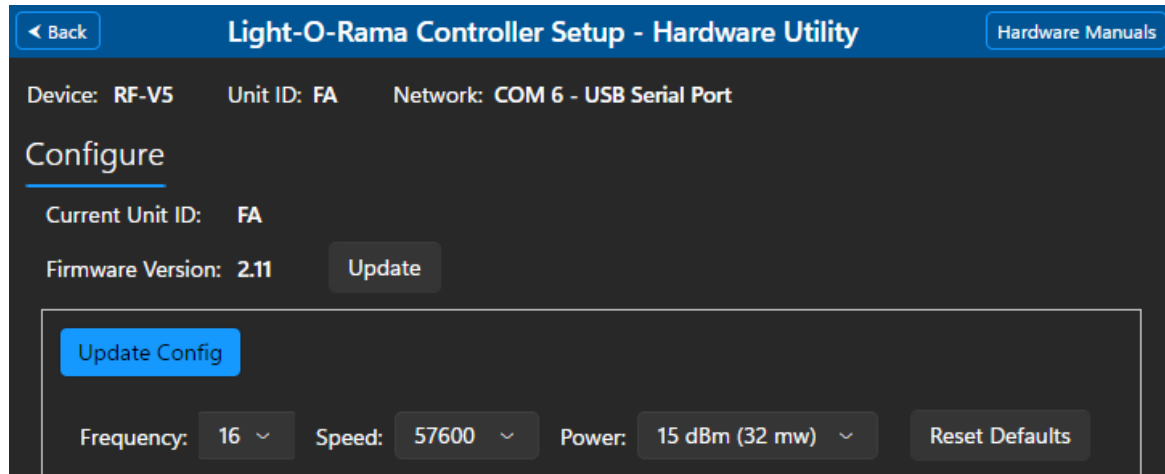 Back Light-O-Rama Controller Setup - Hardware Utility Hardware Manuals
Device: RF-V5 Unit ID: FA Network: COM 6 - USB Serial Port
Configure
Current Unit ID: FA
Firmware Version: 2.11 Update
Update Config
Frequency: 16 Speed: 57600 Power: 15 dBm (32 mw) Reset Defaults